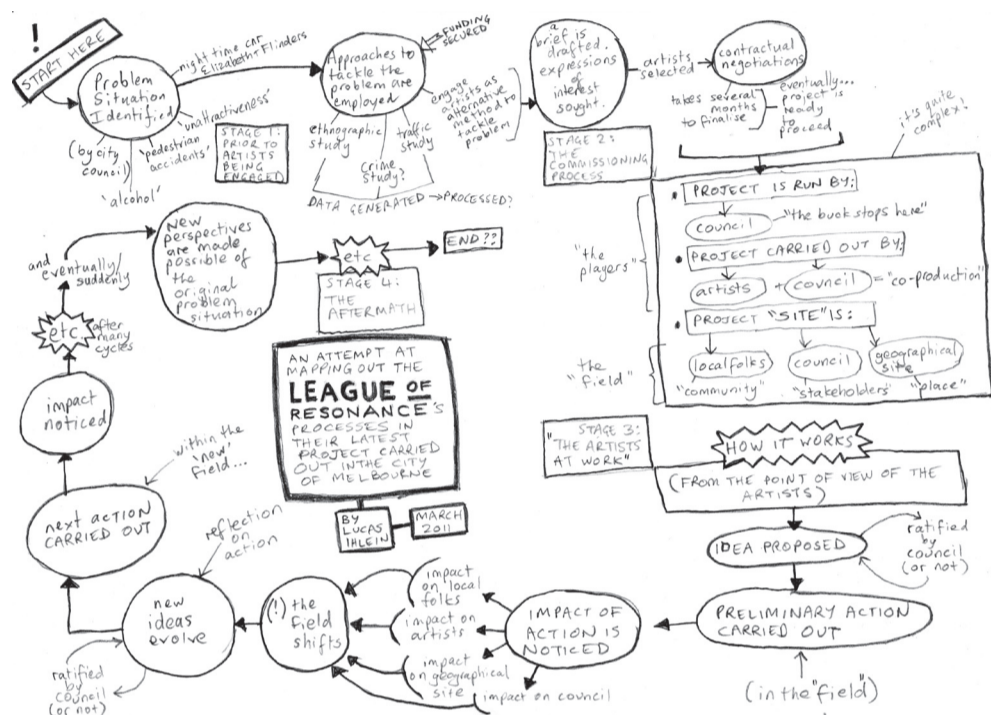 !
START HERE
Problem
Situation
Identified
(by city
council)
night time car
Elizabeth + Flinders
'unattractiveness'
'pedestrian
accidents'
'alcohol'
STAGE 1:
PRIOR TO
ARTISTS
BEING
ENGAGED
Approaches to
tackle the
problem are
employed
FUNDING
SECURED
ethnographic
study
crime
study?
traffic
study
engage
artists as
alternative
method to
tackle
problem
DATA GENERATED → PROCESSED?
a
brief is
drafted.
expressions
of
interest
sought.
STAGE 2:
THE
COMMISSIONING
PROCESS
artists
selected
contractual
negotiations
takes several
months
to finalise
eventually...
project is
ready
to
proceed
it's quite
complex!
• PROJECT IS RUN BY:
council
"the buck stops here"
• PROJECT CARRIED OUT BY:
artists + council = "co-production"
• PROJECT "SITE" IS:
localfolks
council
geographical
site
"community"
"stakeholders"
"place"
"the
players"
the
"field"
STAGE 3:
"THE ARTISTS
AT WORK"
HOW IT WORKS
(FROM THE POINT OF VIEW OF THE
ARTISTS)
IDEA PROPOSED
ratified
by
council
(or not)
PRELIMINARY ACTION
CARRIED OUT
(in the "field")
IMPACT OF
ACTION IS
NOTICED
impact
on local
folks
impact on
artists
impact
on geographical
site
impact on council
(!) the
field
shifts
new
ideas
evolve
reflection
on
action
ratified
by
council
(or not)
next action
CARRIED OUT
within the
'new'
field...
impact
noticed
etc.
after
many
cycles
and
eventually/
suddenly
New
perspectives
are made
possible of
the
original
problem
situation
etc
END??
STAGE 4:
THE
AFTERMATH
AN ATTEMPT AT
MAPPING OUT THE
LEAGUE OF
RESONANCE'S
PROCESSES IN
THEIR LATEST
PROJECT CARRIED
OUT IN THE CITY
OF MELBOURNE
BY
LUCAS
IHLEIN
MARCH
2011